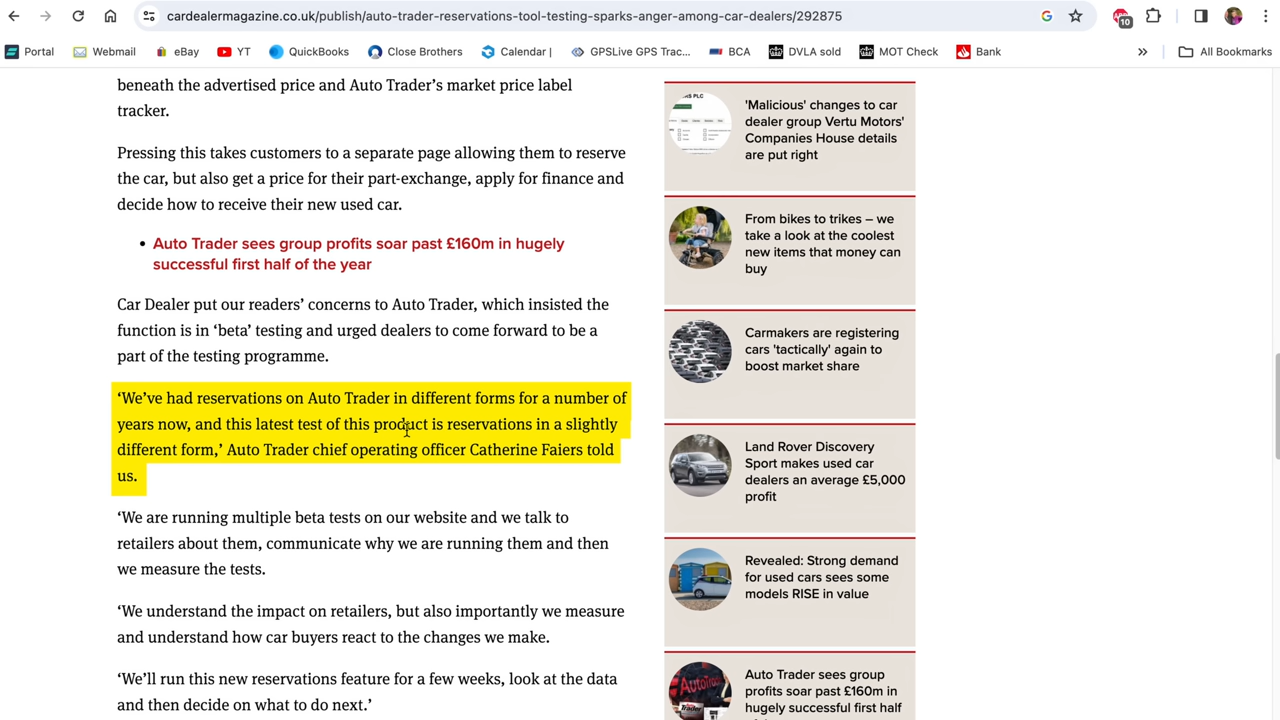 cardealermagazine.co.uk/publish/auto-trader-reservations-tool-testing-sparks-anger-among-car-dealers/292875
10
Portal
Webmail
eBay
YT
QuickBooks
Close Brothers
Calendar |
GPSLive GPS Trac...
BCA
DVLA sold
MOT Check
Bank
All Bookmarks
beneath the advertised price and Auto Trader’s market price label
tracker.
Pressing this takes customers to a separate page allowing them to reserve
the car, but also get a price for their part-exchange, apply for finance and
decide how to receive their new used car.
• Auto Trader sees group profits soar past £160m in hugely
successful first half of the year
Car Dealer put our readers’ concerns to Auto Trader, which insisted the
function is in ‘beta’ testing and urged dealers to come forward to be a
part of the testing programme.
‘We’ve had reservations on Auto Trader in different forms for a number of
years now, and this latest test of this product is reservations in a slightly
different form,’ Auto Trader chief operating officer Catherine Faiers told
us.
‘We are running multiple beta tests on our website and we talk to
retailers about them, communicate why we are running them and then
we measure the tests.
‘We understand the impact on retailers, but also importantly we measure
and understand how car buyers react to the changes we make.
‘We’ll run this new reservations feature for a few weeks, look at the data
and then decide on what to do next.’
'Malicious' changes to car
dealer group Vertu Motors'
Companies House details
are put right
From bikes to trikes – we
take a look at the coolest
new items that money can
buy
Carmakers are registering
cars 'tactically' again to
boost market share
Land Rover Discovery
Sport makes used car
dealers an average £5,000
profit
Revealed: Strong demand
for used cars sees some
models RISE in value
Auto Trader sees group
profits soar past £160m in
hugely successful first half